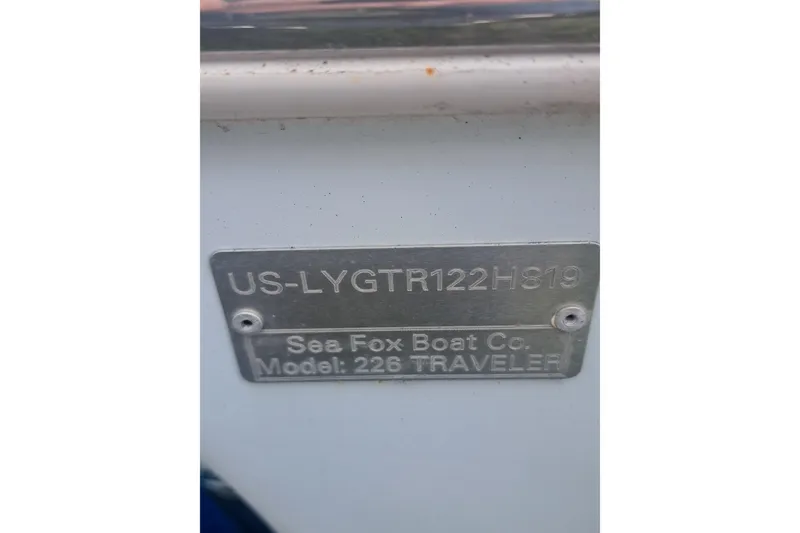 US-LYGTR122H819
Sea Fox Boat Co.
Model: 226 TRAVELER